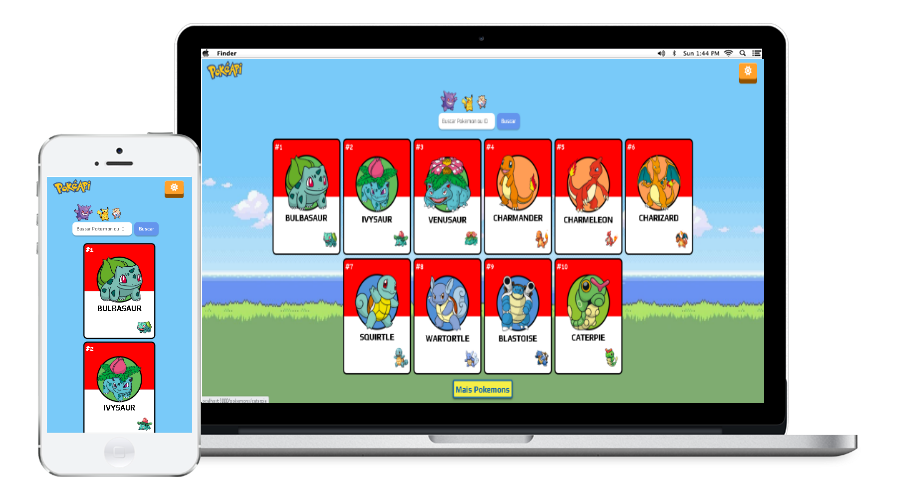 Finder
Sun 1:44 PM
PokéApi
Buscar Pokemon ou ID
Buscar
#1
BULBASAUR
#2
IVYSAUR
#3
VENUSAUR
#4
CHARMANDER
#5
CHARMELEON
#6
CHARIZARD
#7
SQUIRTLE
#8
WARTORTLE
#9
BLASTOISE
#10
CATERPIE
Mais Pokemons
PokéApi
Buscar Pokemon ou ID
Buscar
#1
BULBASAUR
#2
IVYSAUR